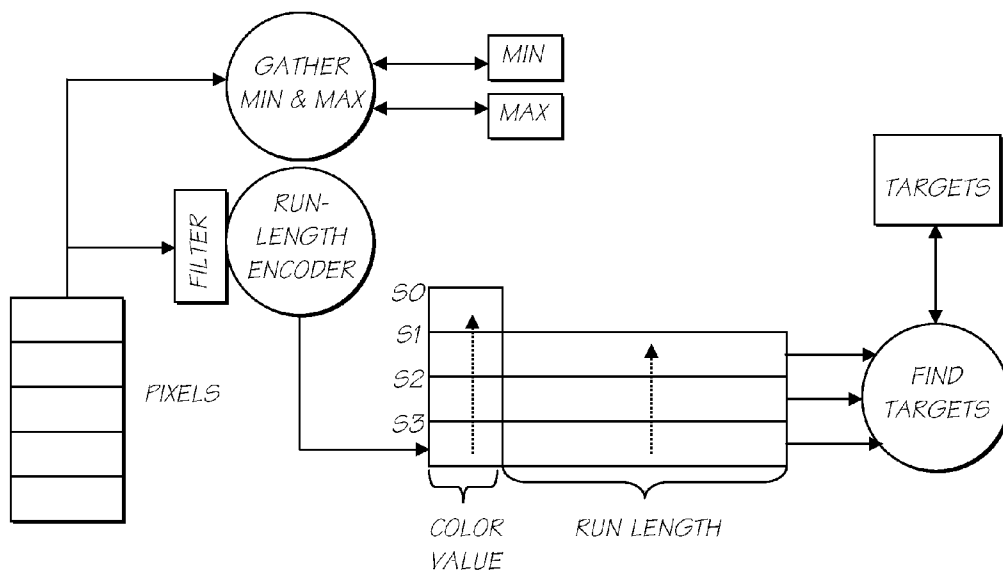 GATHER
MIN & MAX
MIN
MAX
TARGETS
FILTER
RUN-
LENGTH
ENCODER
S0
S1
S2
S3
PIXELS
FIND
TARGETS
COLOR
VALUE
RUN LENGTH